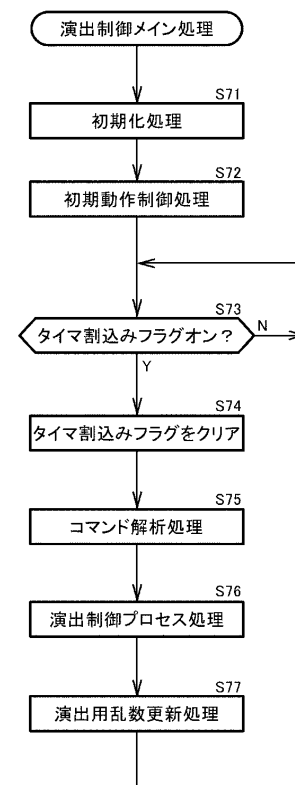 演出制御メイン処理
S71
初期化処理
S72
初期動作制御処理
S73
タイマ割込みフラグオン？
N
Y
S74
タイマ割込みフラグをクリア
S75
コマンド解析処理
S76
演出制御プロセス処理
S77
演出用乱数更新処理